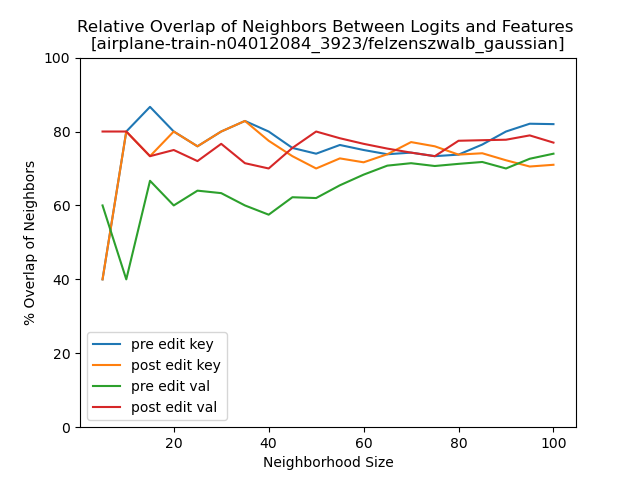 Relative Overlap of Neighbors Between Logits and Features
[airplane-train-n04012084_3923/felzenszwalb_gaussian]
100
80
60
40
20
0
% Overlap of Neighbors
pre edit key
post edit key
pre edit val
post edit val
20 40 60 80 100
Neighborhood Size